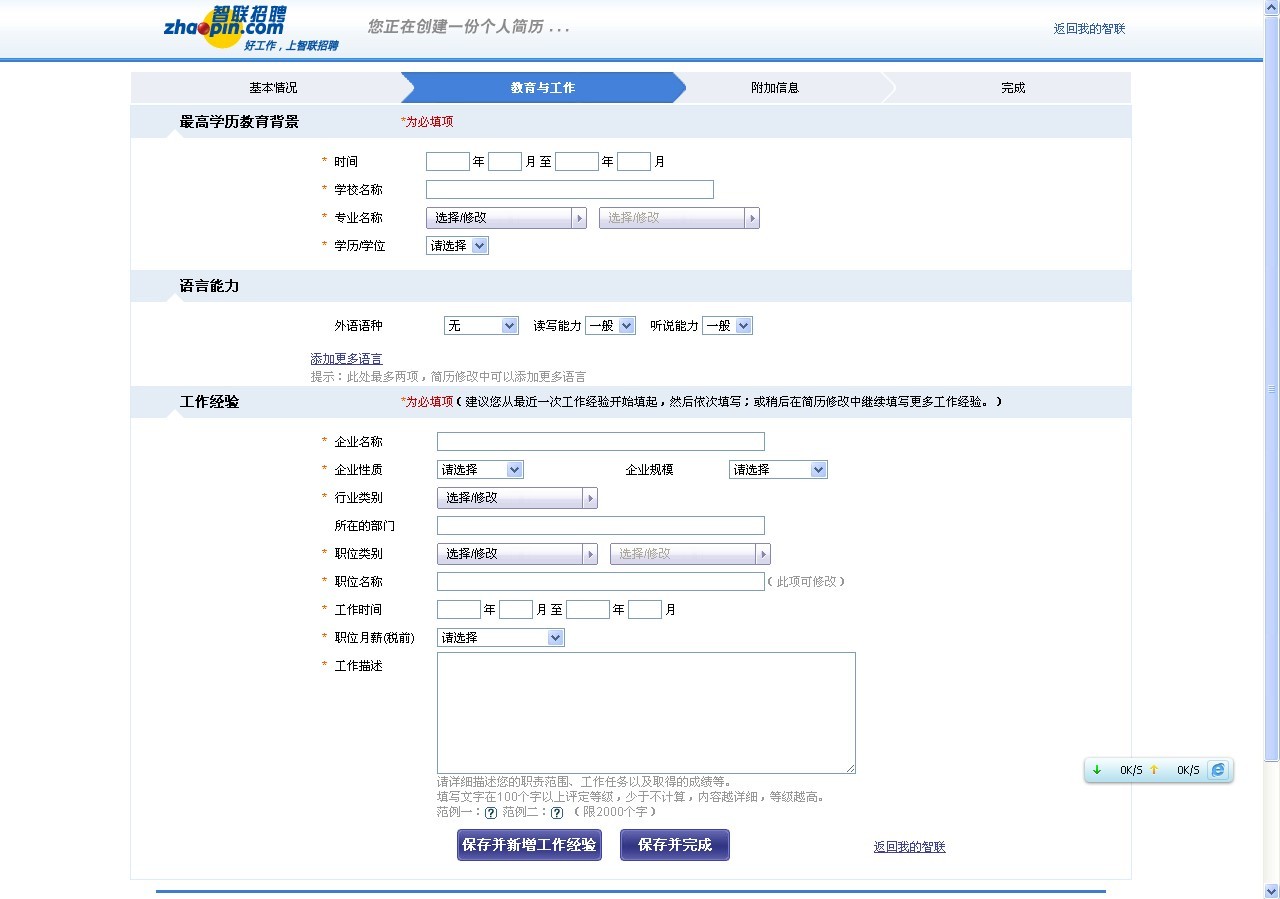 智联招聘
zhaopin.com
好工作，上智联招聘
您正在创建一份个人简历 . . .
返回我的智联
基本情况 教育与工作 附加信息 完成
最高学历教育背景 *为必填项
* 时间 年 月 至 年 月
* 学校名称
* 专业名称 选择/修改 选择/修改
* 学历/学位 请选择
语言能力
外语语种 无 读写能力 一般 听说能力 一般
添加更多语言
提示：此处最多两项，简历修改中可以添加更多语言
工作经验 *为必填项（建议您从最近一次工作经验开始填起，然后依次填写；或稍后在简历修改中继续填写更多工作经验。）
* 企业名称
* 企业性质 请选择 企业规模 请选择
* 行业类别 选择/修改
所在的部门
* 职位类别 选择/修改 选择/修改
* 职位名称 （此项可修改）
* 工作时间 年 月 至 年 月
* 职位月薪(税前) 请选择
* 工作描述
请详细描述您的职责范围、工作任务以及取得的成绩等。
填写文字在100个字以上评定等级，少于不计算，内容越详细，等级越高。
范例一：? 范例二：? （限2000个字）
0K/S 0K/S
保存并新增工作经验 保存并完成 返回我的智联